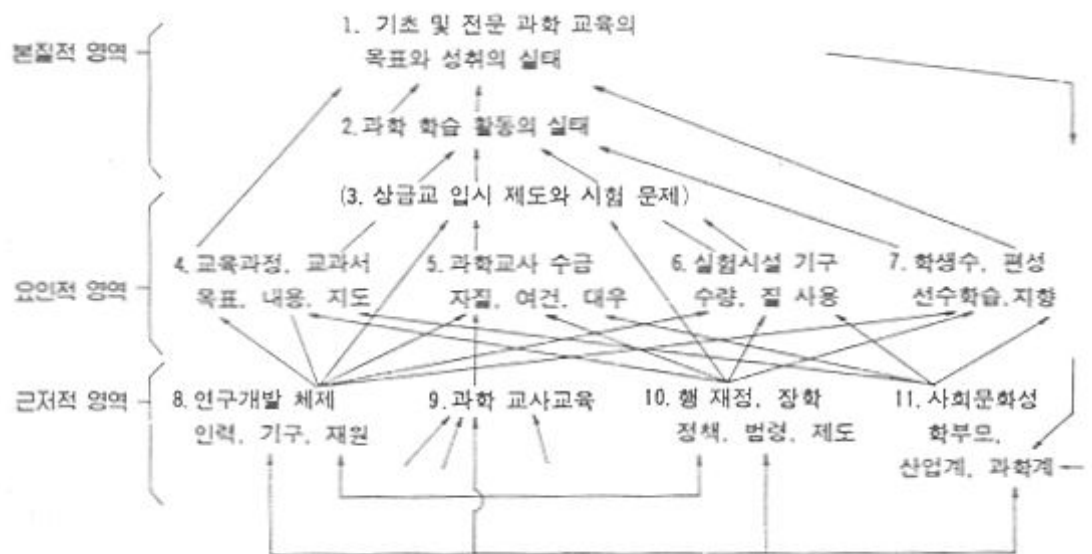 1. 기초 및 전문 과학 교육의
목표와 성취의 실태
본질적 영역
2. 과학 학습 활동의 실태
(3. 상급교 입시 제도와 시험 문제)
요인적 영역
4. 교육과정, 교과서
목표, 내용, 지도
5. 과학교사 수급
자질, 여건, 대우
6. 실험시설 기구
수량, 질 사용
7. 학생수, 편성
선수학습, 지향
근저적 영역
8. 연구개발 체제
인력, 기구, 재원
9. 과학 교사교육
10. 행 재정, 장학
정책, 범령, 제도
11. 사회문화성
학부모,
산업계, 과학계